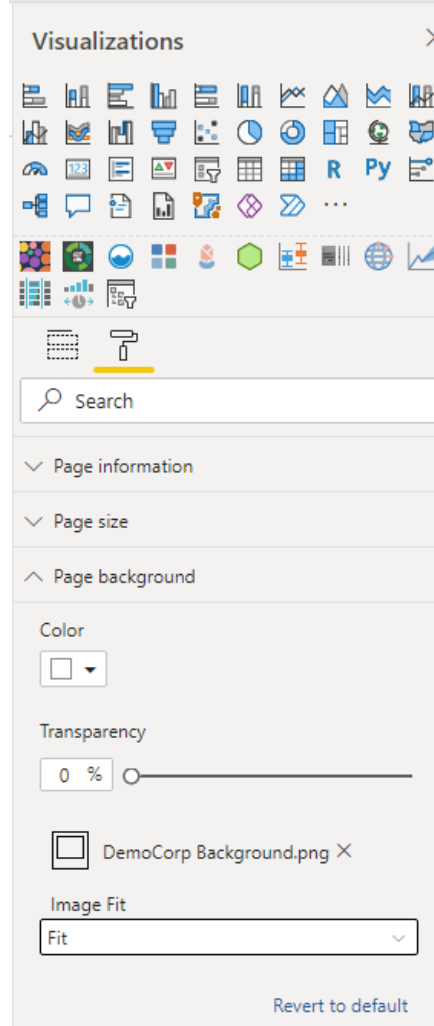 Visualizations
123
R Py
Search
Page information
Page size
Page background
Color
Transparency
0 %
DemoCorp Background.png
Image Fit
Fit
Revert to default